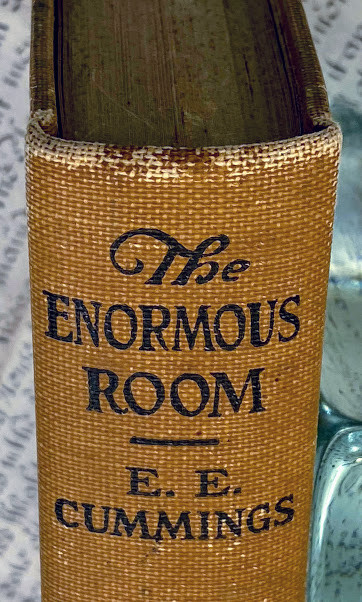 The
ENORMOUS
ROOM
E. E.
CUMMINGS